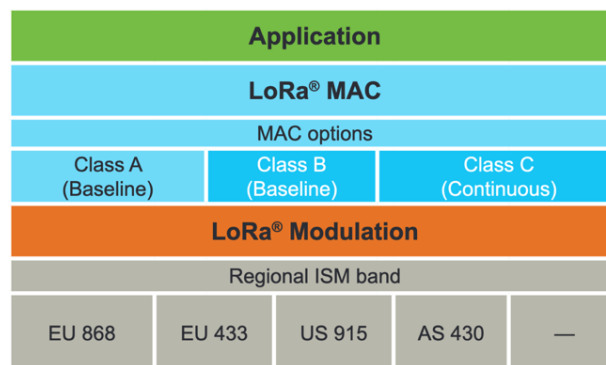 Application
LoRa® MAC
MAC options
Class A
(Baseline)
Class B
(Baseline)
Class C
(Continuous)
LoRa® Modulation
Regional ISM band
EU 868
EU 433
US 915
AS 430
—